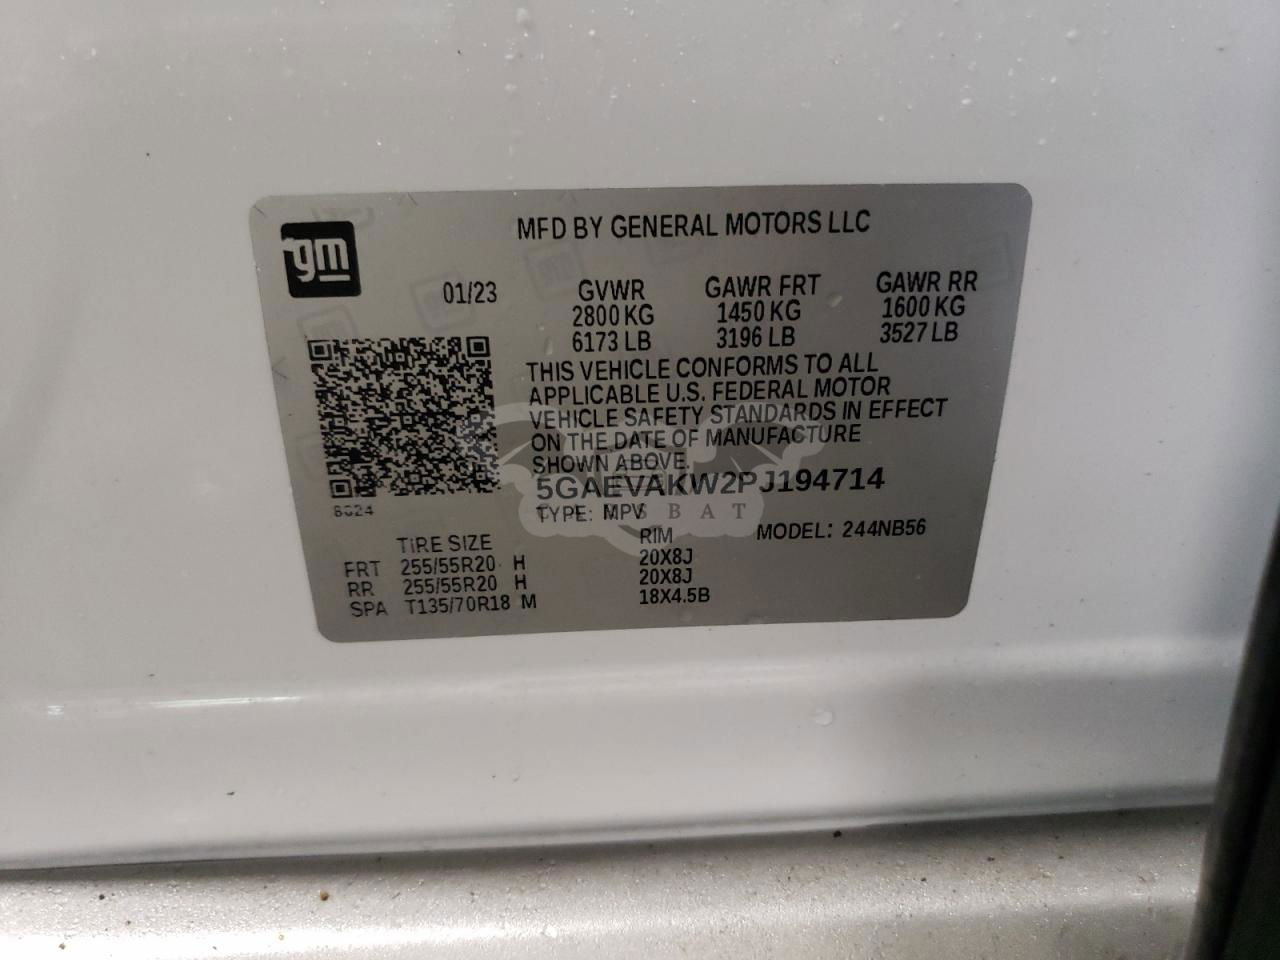 MFD BY GENERAL MOTORS LLC
gm
01/23 GVWR GAWR FRT GAWR RR
2800 KG 1450 KG 1600 KG
6173 LB 3196 LB 3527 LB
THIS VEHICLE CONFORMS TO ALL
APPLICABLE U.S. FEDERAL MOTOR
VEHICLE SAFETY STANDARDS IN EFFECT
ON THE DATE OF MANUFACTURE
SHOWN ABOVE.
5GAEVAKW2PJ194714
TYPE: MPV MODEL: 244NB56
TIRE SIZE RIM
FRT 255/55R20 H 20X8J
RR 255/55R20 H 20X8J
SPA T135/70R18 M 18X4.5B